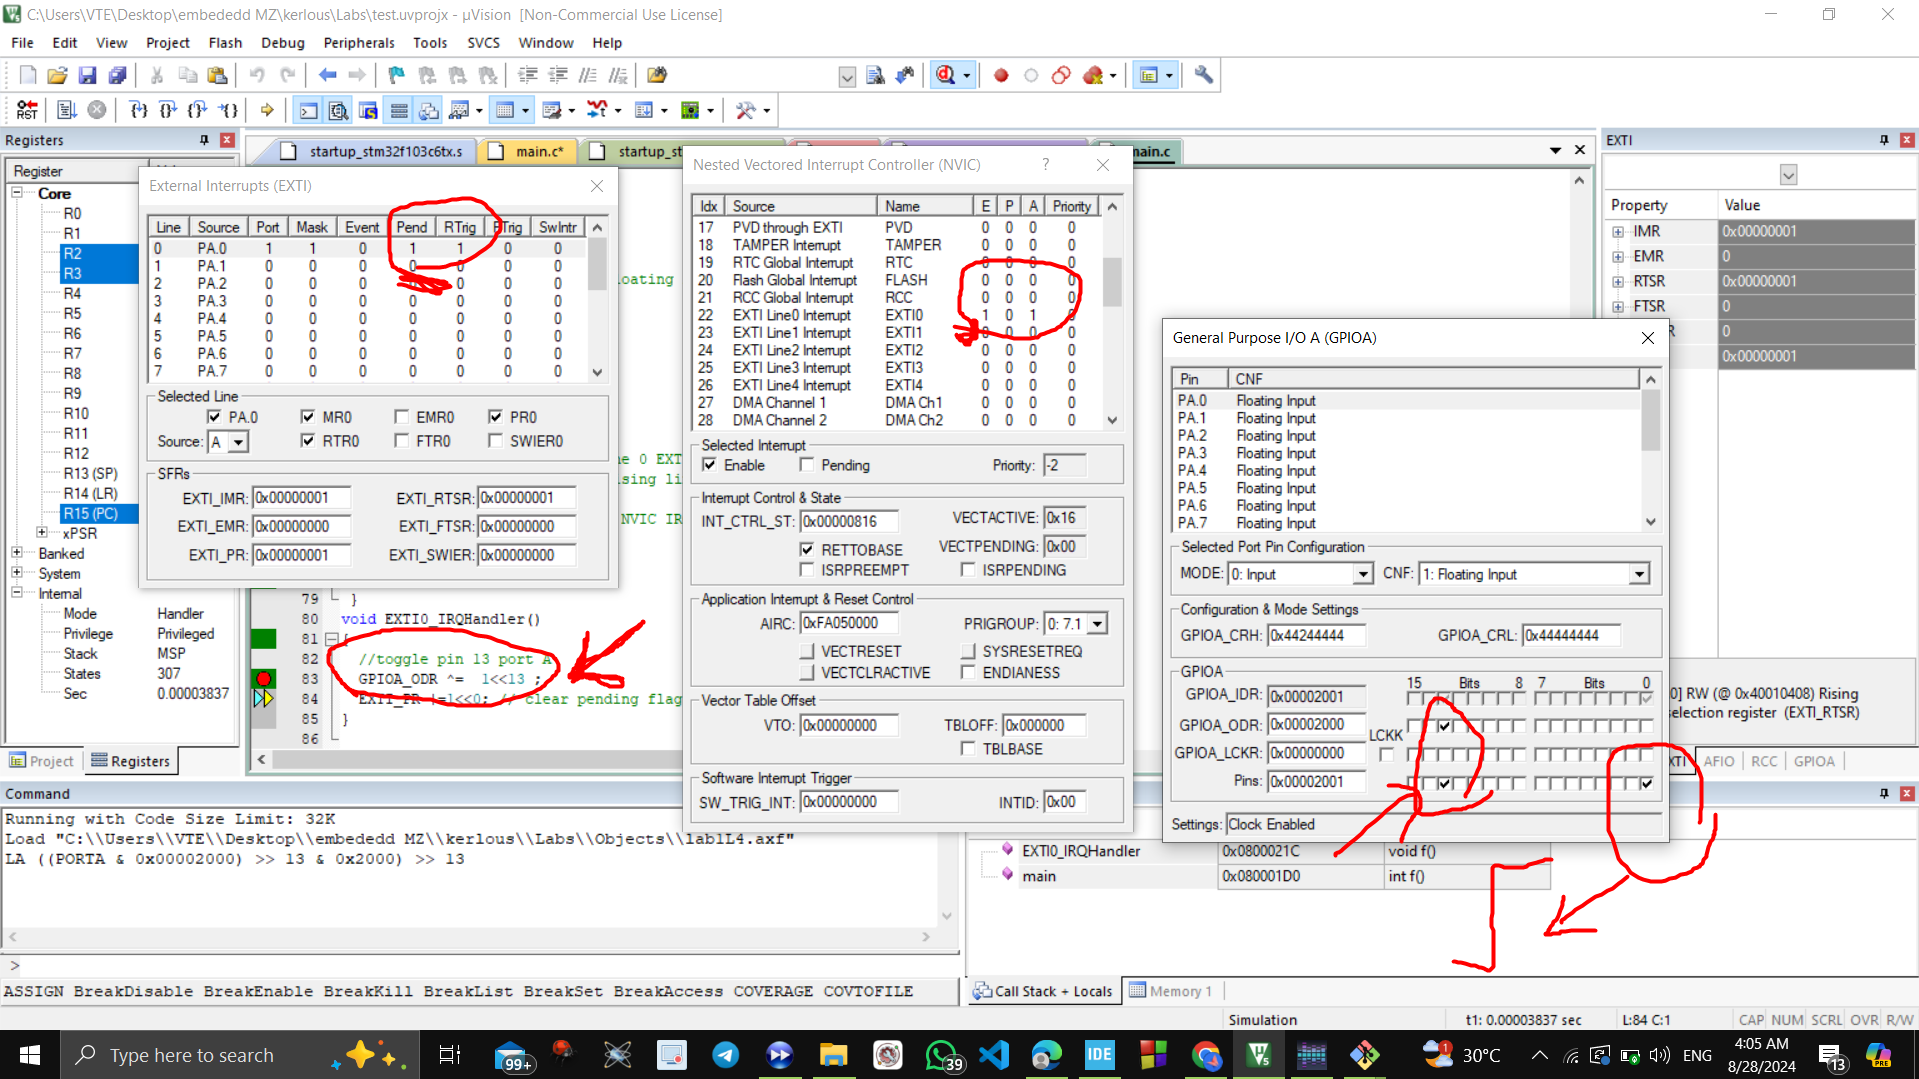 C:\Users\VTE\Desktop\embededd MZ\kerlous\Labs\test.uvprojx - µVision [Non-Commercial Use License]
File Edit View Project Flash Debug Peripherals Tools SVCS Window Help
RST
Registers
Register
Core
R0
R1
R2
R3
R4
R5
R6
R7
R8
R9
R10
R11
R12
R13 (SP)
R14 (LR)
R15 (PC)
xPSR
Banked
System
Internal
Mode Handler
Privilege Privileged
Stack MSP
States 307
Sec 0.00003837
Project Registers
startup_stm32f103c6tx.s main.c* startup_st main.c
External Interrupts (EXTI)
Line Source Port Mask Event Pend RTrig FTrig SwIntr
0 PA.0 1 1 0 1 1 0 0
1 PA.1 0 0 0 0 0 0 0
2 PA.2 0 0 0 0 0 0
3 PA.3 0 0 0 0 0 0 0
4 PA.4 0 0 0 0 0 0 0
5 PA.5 0 0 0 0 0 0 0
6 PA.6 0 0 0 0 0 0 0
7 PA.7 0 0 0 0 0 0 0
Selected Line
PA.0 MR0 EMR0 PR0
Source: A RTR0 FTR0 SWIER0
SFRs
EXTI_IMR: 0x00000001 EXTI_RTSR: 0x00000001
EXTI_EMR: 0x00000000 EXTI_FTSR: 0x00000000
EXTI_PR: 0x00000001 EXTI_SWIER: 0x00000000
loating
ne 0 EXT
ising li
NVIC IR
79 }
80 void EXTI0_IRQHandler()
81 {
82 //toggle pin 13 port A
83 GPIOA_ODR ^= 1<<13 ;
84 EXIT_PR |=1<<0; // clear pending flag
85 }
86
Nested Vectored Interrupt Controller (NVIC) ?
Idx Source Name E P A Priority
17 PVD through EXTI PVD 0 0 0 0
18 TAMPER Interrupt TAMPER 0 0 0 0
19 RTC Global Interrupt RTC 0 0 0 0
20 Flash Global Interrupt FLASH 0 0 0 0
21 RCC Global Interrupt RCC 0 0 0 0
22 EXTI Line0 Interrupt EXTI0 1 0 1 0
23 EXTI Line1 Interrupt EXTI1 0 0 0 0
24 EXTI Line2 Interrupt EXTI2 0 0 0 0
25 EXTI Line3 Interrupt EXTI3 0 0 0 0
26 EXTI Line4 Interrupt EXTI4 0 0 0 0
27 DMA Channel 1 DMA Ch1 0 0 0 0
28 DMA Channel 2 DMA Ch2 0 0 0 0
Selected Interrupt
Enable Pending Priority: -2
Interrupt Control & State
INT_CTRL_ST: 0x00000816 VECTACTIVE: 0x16
RETTOBASE VECTPENDING: 0x00
ISRPREEMPT ISRPENDING
Application Interrupt & Reset Control
AIRC: 0xFA050000 PRIGROUP: 0: 7.1
VECTRESET SYSRESETREQ
VECTCLRACTIVE ENDIANESS
Vector Table Offset
VTO: 0x00000000 TBLOFF: 0x000000
TBLBASE
Software Interrupt Trigger
SW_TRIG_INT: 0x00000000 INTID: 0x00
General Purpose I/O A (GPIOA)
Pin CNF
PA.0 Floating Input
PA.1 Floating Input
PA.2 Floating Input
PA.3 Floating Input
PA.4 Floating Input
PA.5 Floating Input
PA.6 Floating Input
PA.7 Floating Input
Selected Port Pin Configuration
MODE: 0: Input CNF: 1: Floating Input
Configuration & Mode Settings
GPIOA_CRH: 0x44244444 GPIOA_CRL: 0x44444444
GPIOA
15 Bits 8 7 Bits 0
GPIOA_IDR: 0x00002001
GPIOA_ODR: 0x00002000
GPIOA_LCKR: 0x00000000 LCKK
Pins: 0x00002001
Settings: Clock Enabled
EXTI
Property Value
IMR 0x00000001
EMR 0
RTSR 0x00000001
FTSR 0
R 0
0x00000001
0] RW (@ 0x40010408) Rising
selection register (EXTI_RTSR)
XTI AFIO RCC GPIOA
Command
Running with Code Size Limit: 32K
Load "C:\\Users\\VTE\\Desktop\\embededd MZ\\kerlous\\Labs\\Objects\\lab1L4.axf"
LA ((PORTA & 0x00002000) >> 13 & 0x2000) >> 13
>
ASSIGN BreakDisable BreakEnable BreakKill BreakList BreakSet BreakAccess COVERAGE COVTOFILE
EXTI0_IRQHandler 0x0800021C void f()
main 0x080001D0 int f()
Call Stack + Locals Memory 1
Simulation t1: 0.00003837 sec L:84 C:1 CAP NUM SCRL OVR R/W
Type here to search
99+
39
IDE
30°C
ENG
4:05 AM
8/28/2024
13
PRE